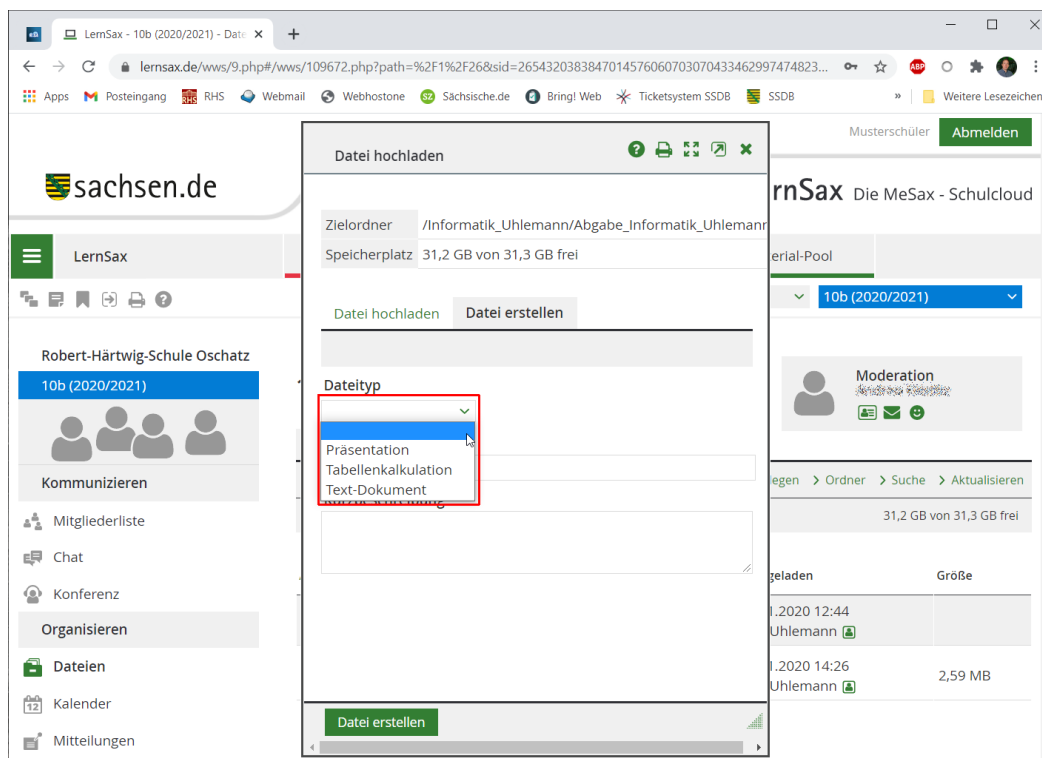 LernSax - 10b (2020/2021) - Date
lernsax.de/wws/9.php#/wws/109672.php?path=%2F1%2F26&sid=26543203838470145760607030704334629974748 23...
Apps Posteingang RHS RHS Webmail Webhostone SZ Sächsische.de Bring! Web Ticketsystem SSDB SSDB » Weitere Lesezeichen
Musterschüler Abmelden
sachsen.de
rnSax Die MeSax - Schulcloud
LernSax
erial-Pool
10b (2020/2021)
Robert-Härtwig-Schule Oschatz
10b (2020/2021)
Kommunizieren
Mitgliederliste
Chat
Konferenz
Organisieren
Dateien
Kalender
Mitteilungen
Datei hochladen
Zielordner /Informatik_Uhlemann/Abgabe_Informatik_Uhlemann
Speicherplatz 31,2 GB von 31,3 GB frei
Datei hochladen Datei erstellen
Dateityp
Präsentation
Tabellenkalkulation
Text-Dokument
Datei erstellen
Moderation
legen Ordner Suche Aktualisieren
31,2 GB von 31,3 GB frei
geladen Größe
1.2020 12:44
Uhlemann
1.2020 14:26
Uhlemann
2,59 MB